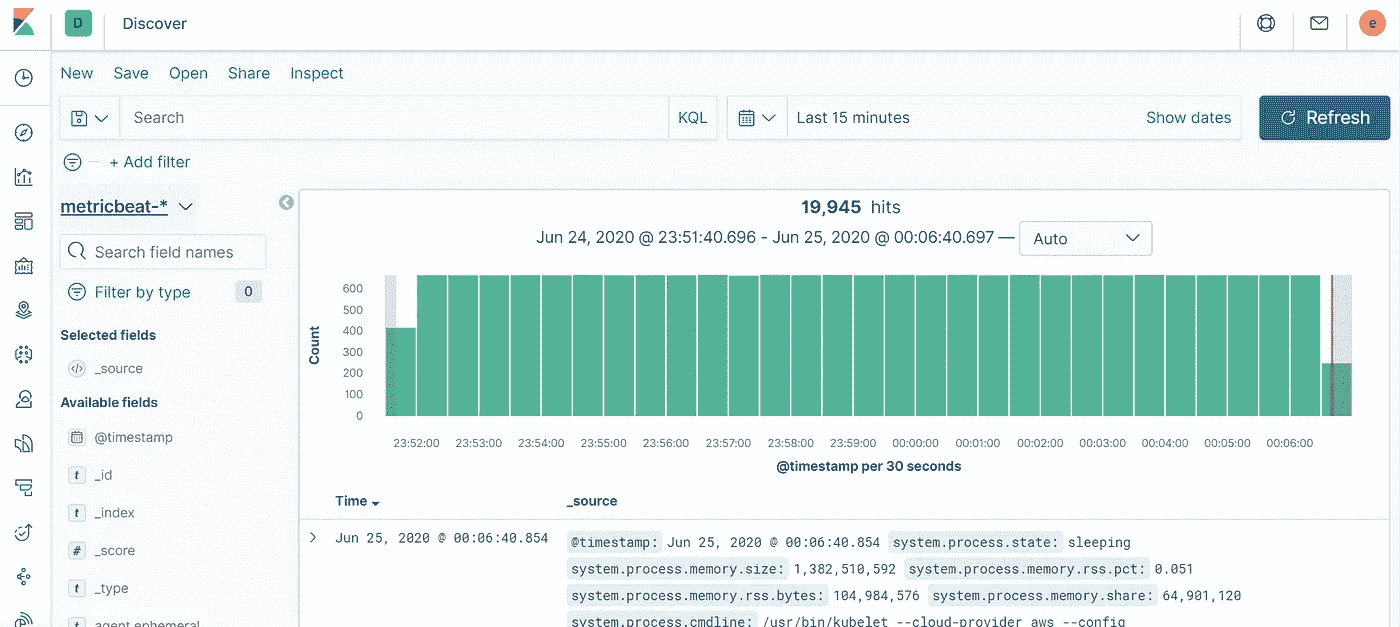 D Discover e
New Save Open Share Inspect
Search KQL Last 15 minutes Show dates Refresh
+ Add filter
metricbeat-*
Search field names
Filter by type 0
Selected fields
_source
Available fields
@timestamp
t _id
t _index
# _score
t _type
t agent.ephemeral
19,945 hits
Jun 24, 2020 @ 23:51:40.696 - Jun 25, 2020 @ 00:06:40.697 — Auto
Count
600
500
400
300
200
100
0
23:52:00 23:53:00 23:54:00 23:55:00 23:56:00 23:57:00 23:58:00 23:59:00 00:00:00 00:01:00 00:02:00 00:03:00 00:04:00 00:05:00 00:06:00
@timestamp per 30 seconds
Time _source
Jun 25, 2020 @ 00:06:40.854 @timestamp: Jun 25, 2020 @ 00:06:40.854 system.process.state: sleeping
system.process.memory.size: 1,382,510,592 system.process.memory.rss.pct: 0.051
system.process.memory.rss.bytes: 104,984,576 system.process.memory.share: 64,901,120
system.process.cmdline: /usr/bin/kubelet --cloud-provider aws --config